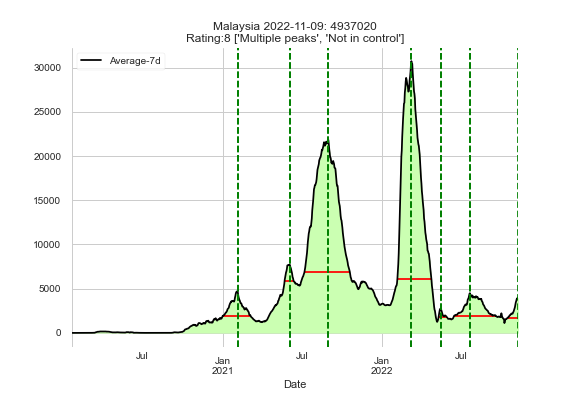 Malaysia 2022-11-09: 4937020
Rating:8 ['Multiple peaks', 'Not in control']
Average-7d
30000
25000
20000
15000
10000
5000
0
Jul
Jan
2021
Jul
Jan
2022
Jul
Date